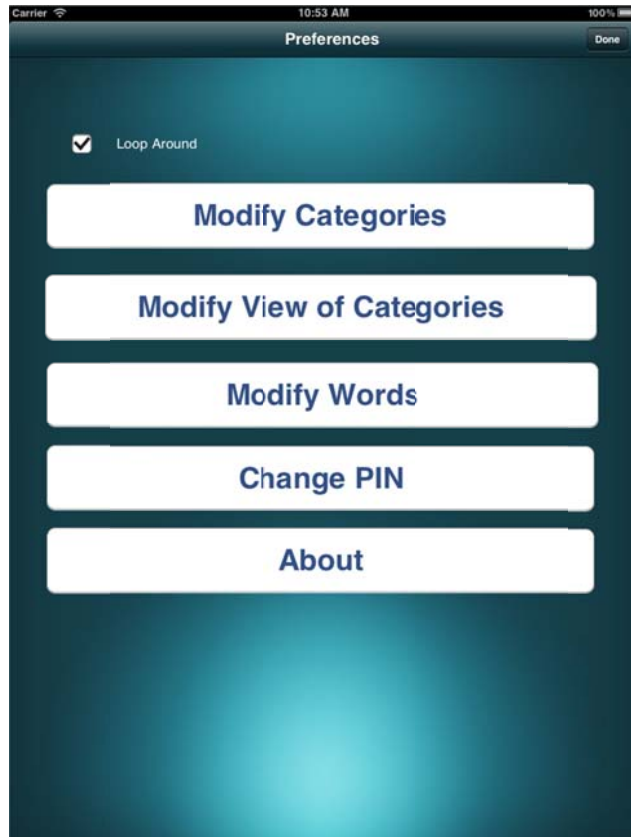 Carrier 10:53 AM 100%
Preferences Done
Loop Around
Modify Categories
Modify View of Categories
Modify Words
Change PIN
About